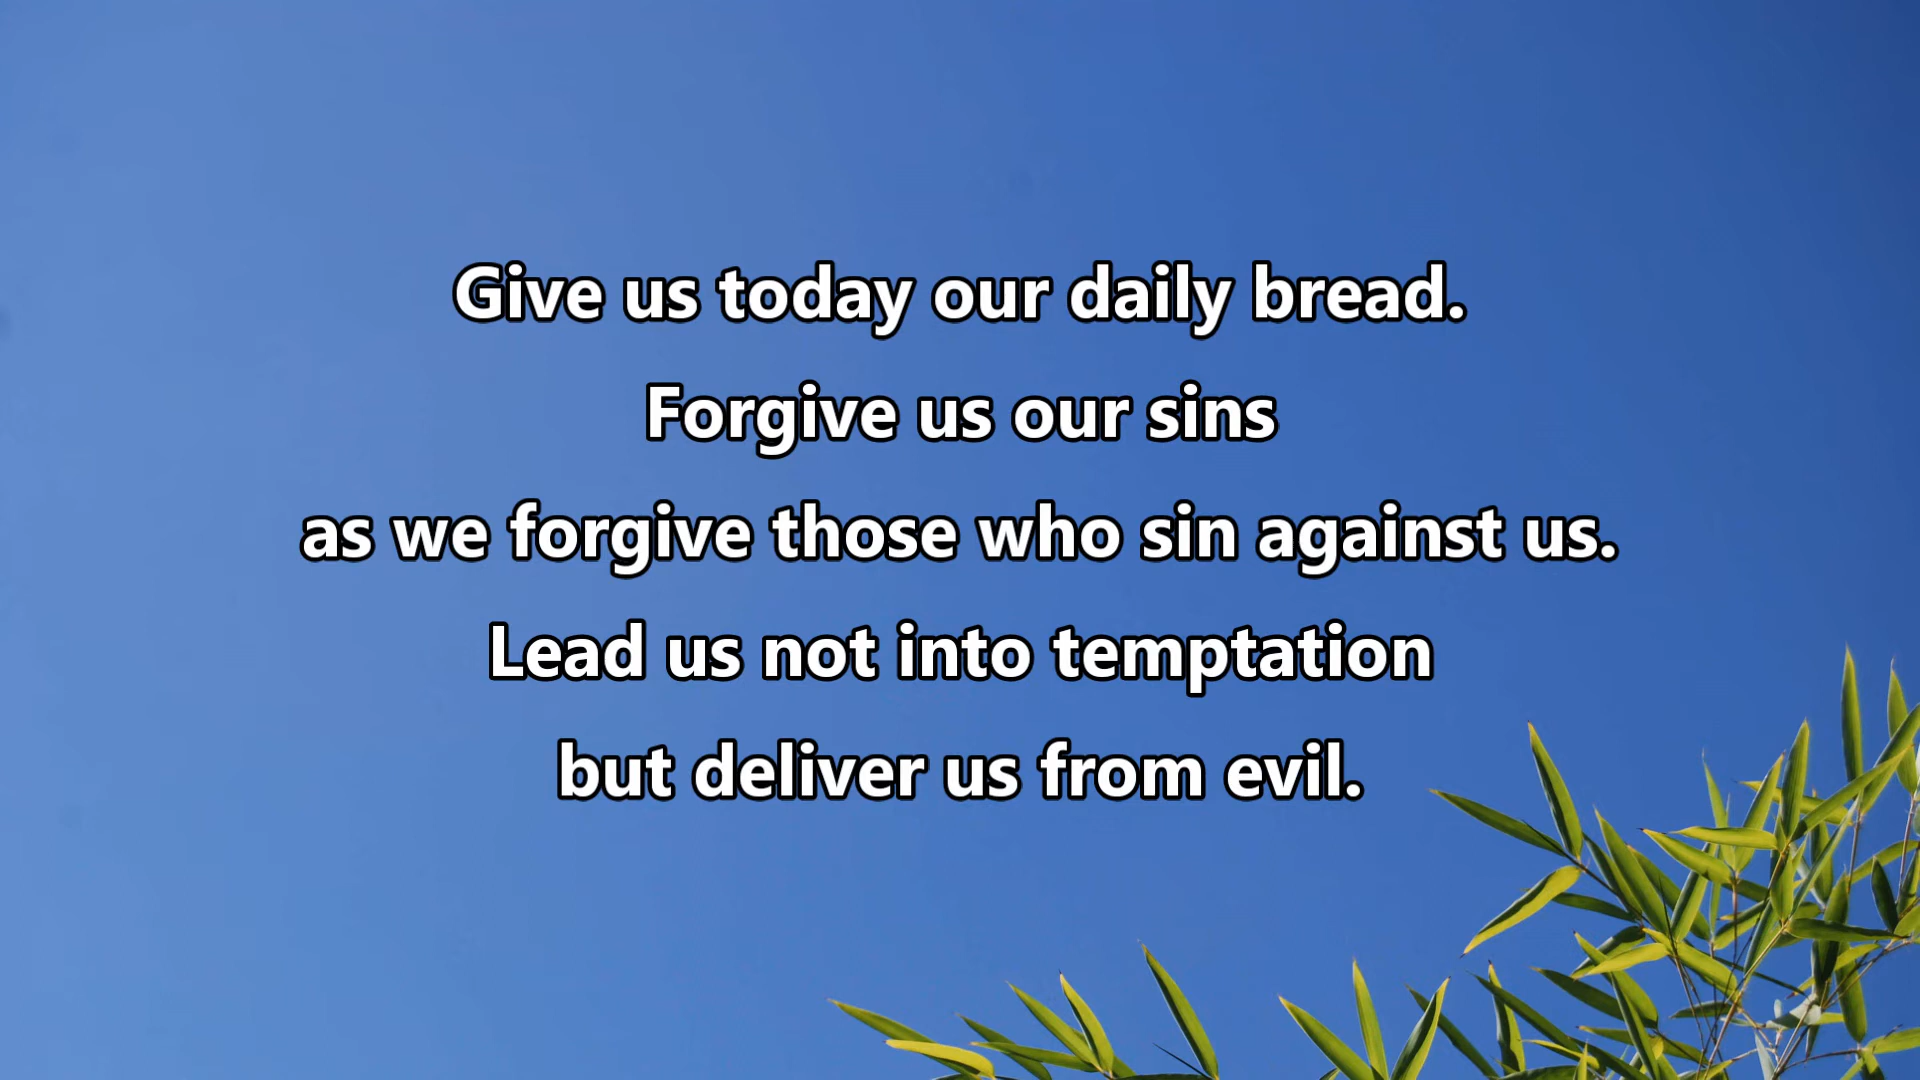 Give us today our daily bread.
Forgive us our sins
as we forgive those who sin against us.
Lead us not into temptation
but deliver us from evil.